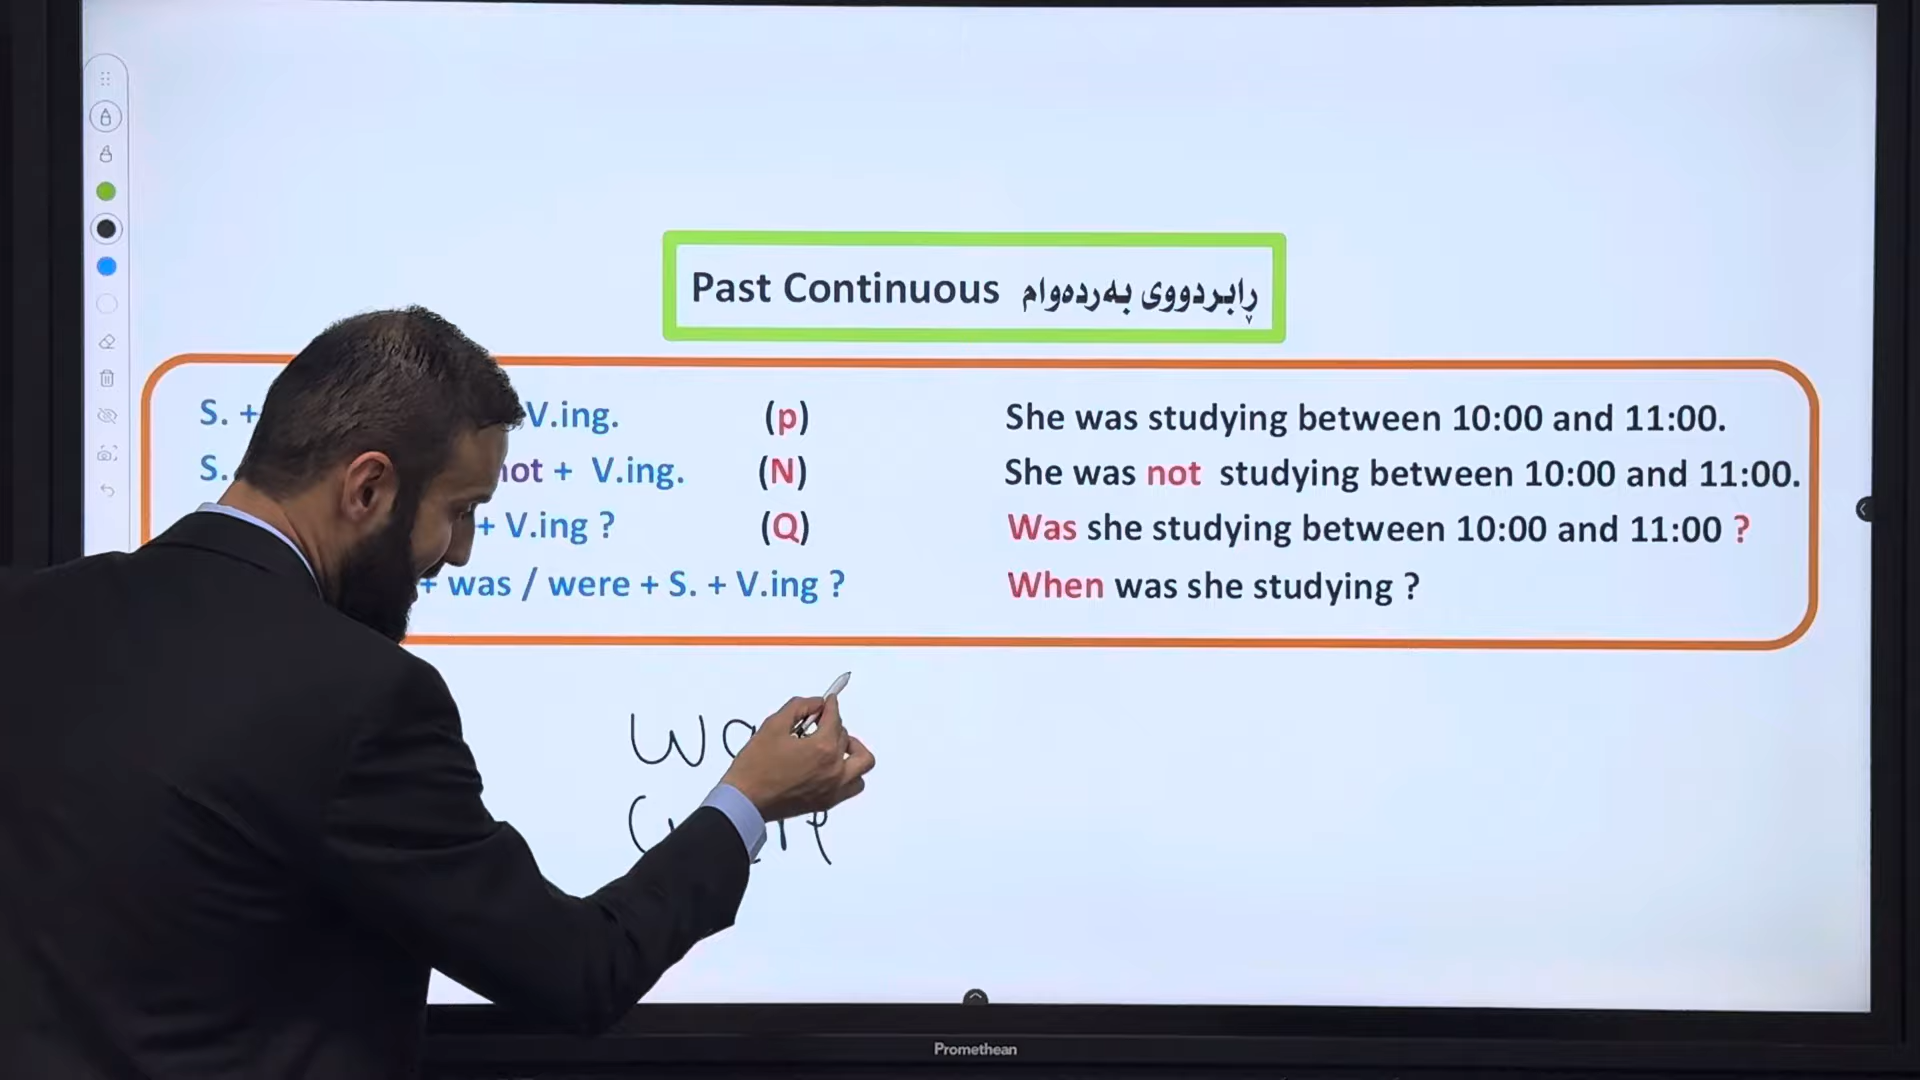 Past Continuous ڕابردووی بەردەوام
S. + V.ing. (p) She was studying between 10:00 and 11:00.
S. not + V.ing. (N) She was not studying between 10:00 and 11:00.
+ V.ing ? (Q) Was she studying between 10:00 and 11:00 ?
+ was / were + S. + V.ing ? When was she studying ?
Promethean